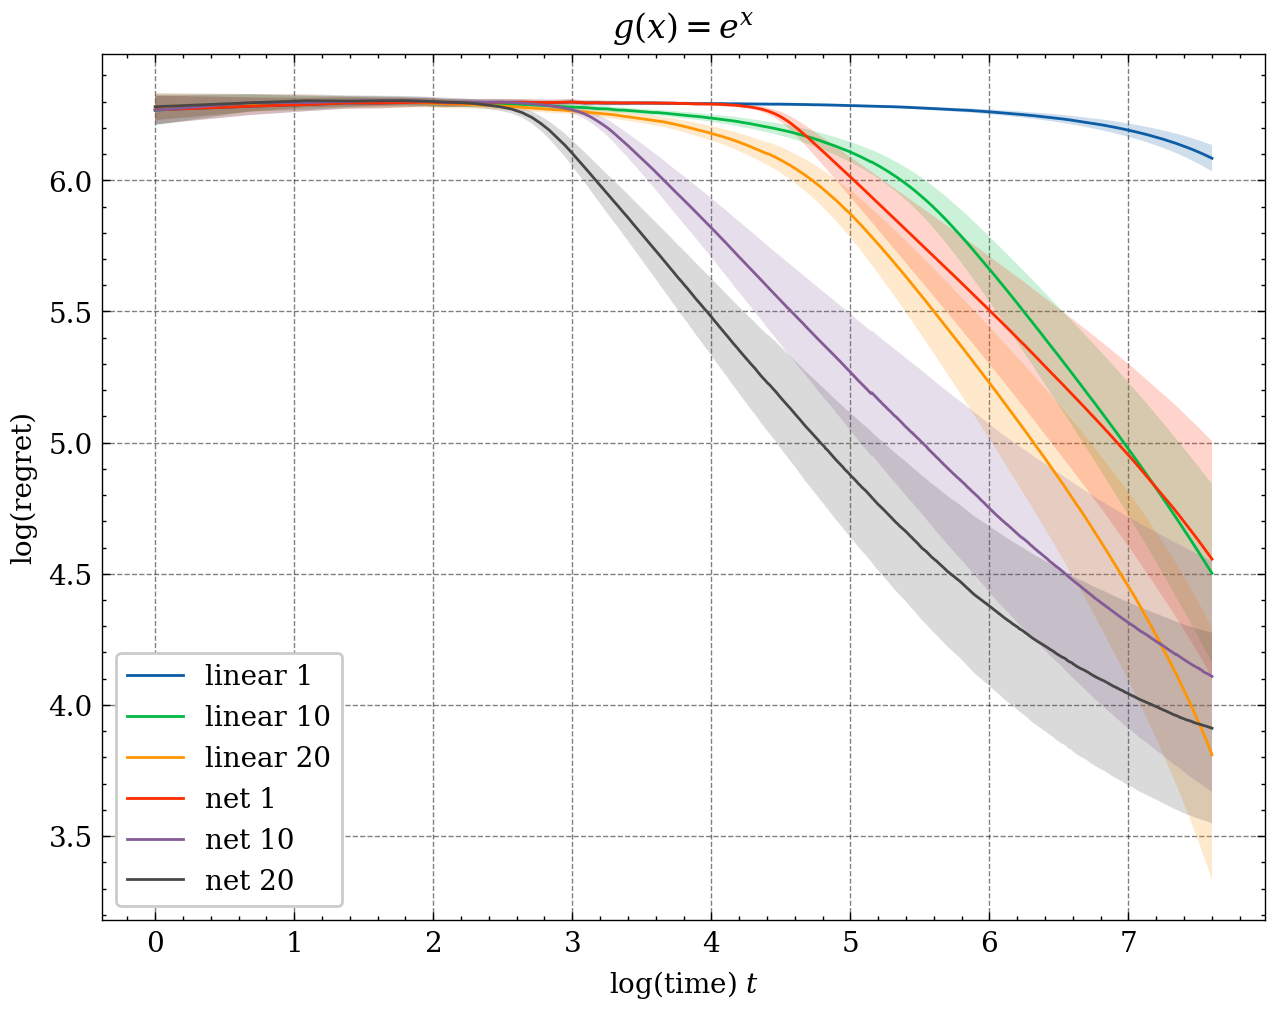 g(x) = e^x
log(regret)
6.0
5.5
5.0
4.5
4.0
3.5
linear 1
linear 10
linear 20
net 1
net 10
net 20
0 1 2 3 4 5 6 7
log(time) t